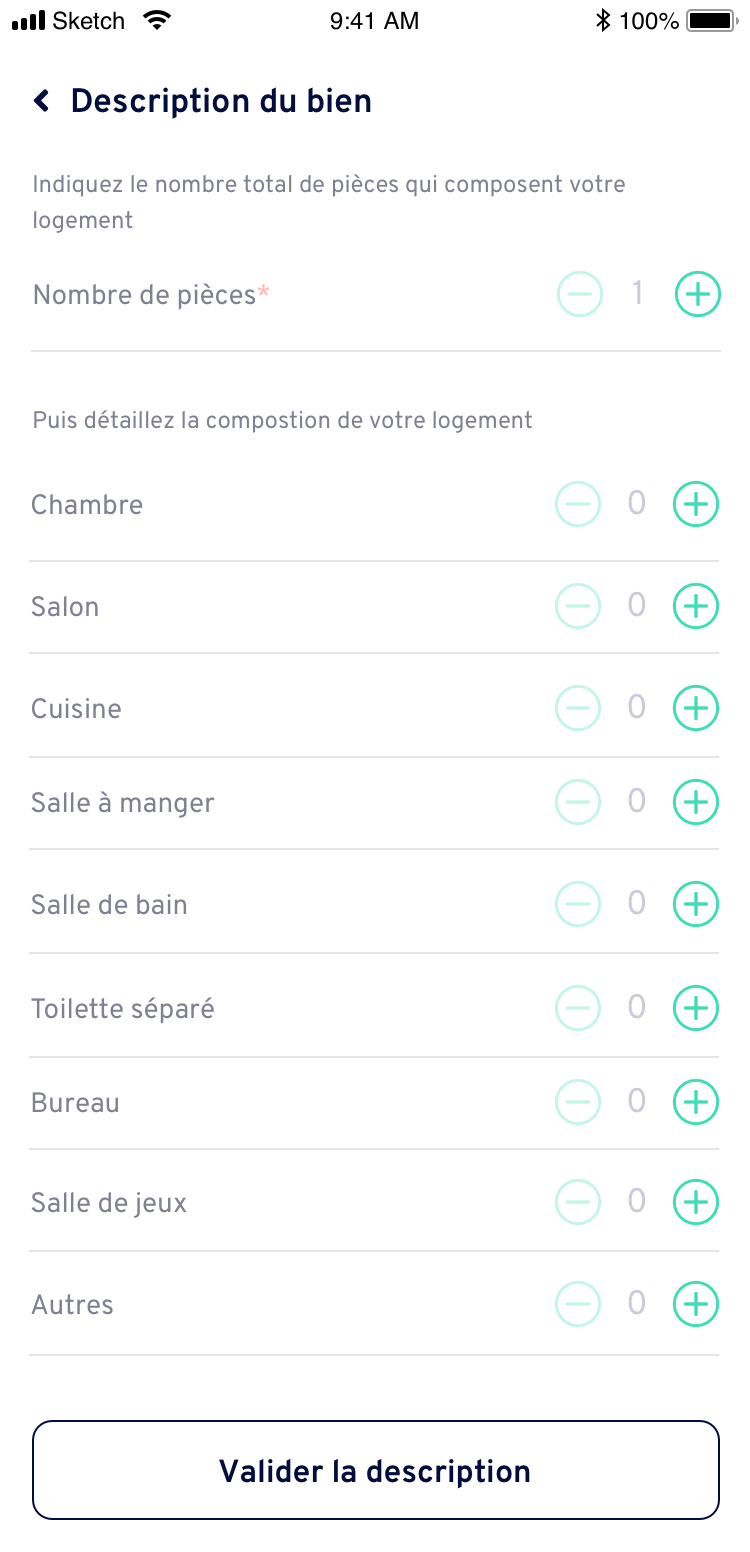 Sketch 9:41 AM 100%
Description du bien
Indiquez le nombre total de pièces qui composent votre
logement
Nombre de pièces* 1
Puis détaillez la compostion de votre logement
Chambre 0
Salon 0
Cuisine 0
Salle à manger 0
Salle de bain 0
Toilette séparé 0
Bureau 0
Salle de jeux 0
Autres 0
Valider la description